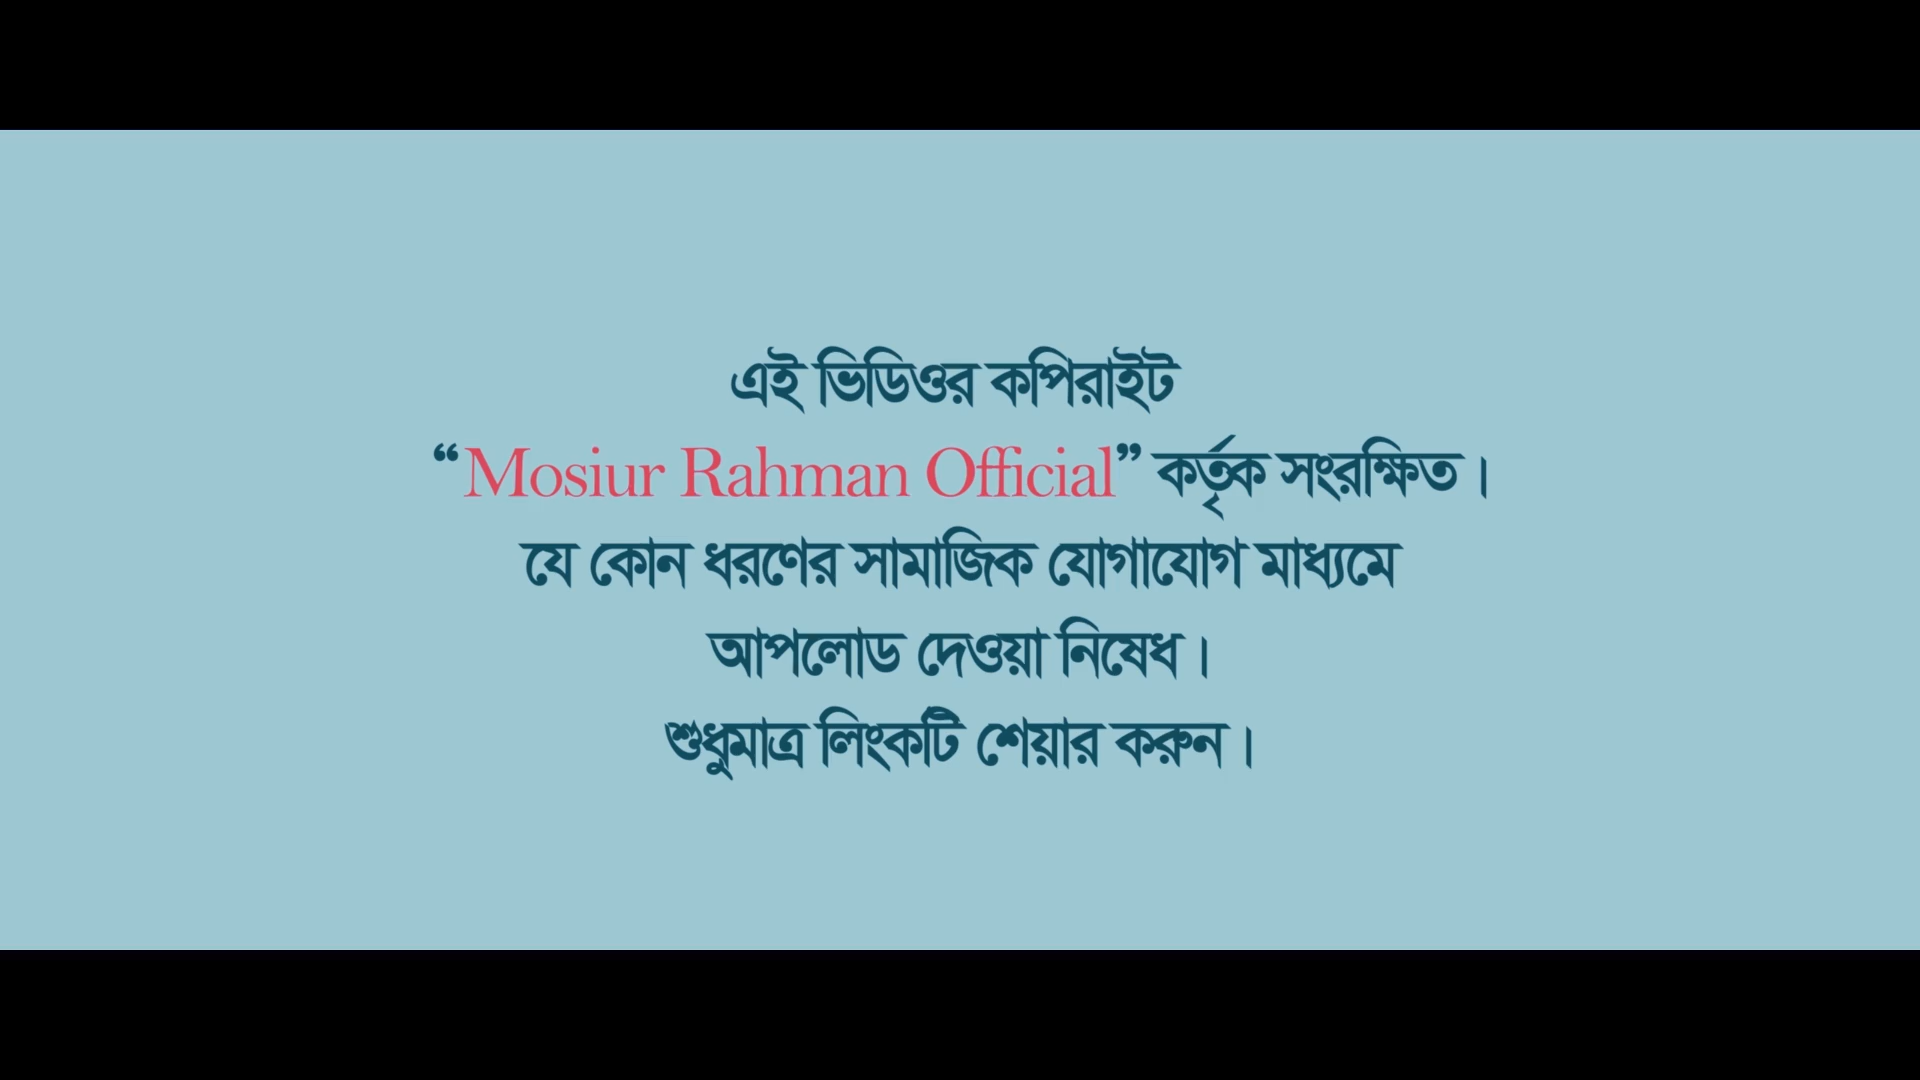 এই ভিডিওর কপিরাইট
“Mosiur Rahman Official” কর্তৃক সংরক্ষিত।
যে কোন ধরণের সামাজিক যোগাযোগ মাধ্যমে
আপলোড দেওয়া নিষেধ।
শুধুমাত্র লিংকটি শেয়ার করুন।